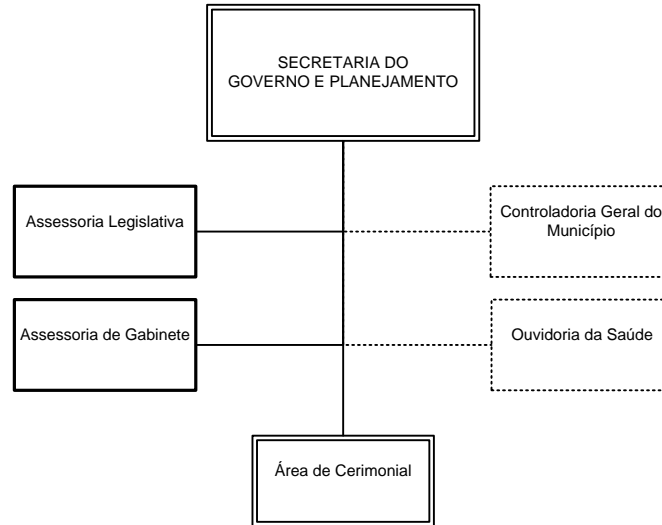 SECRETARIA DO
GOVERNO E PLANEJAMENTO
Assessoria Legislativa
Controladoria Geral do
Município
Assessoria de Gabinete
Ouvidoria da Saúde
Área de Cerimonial